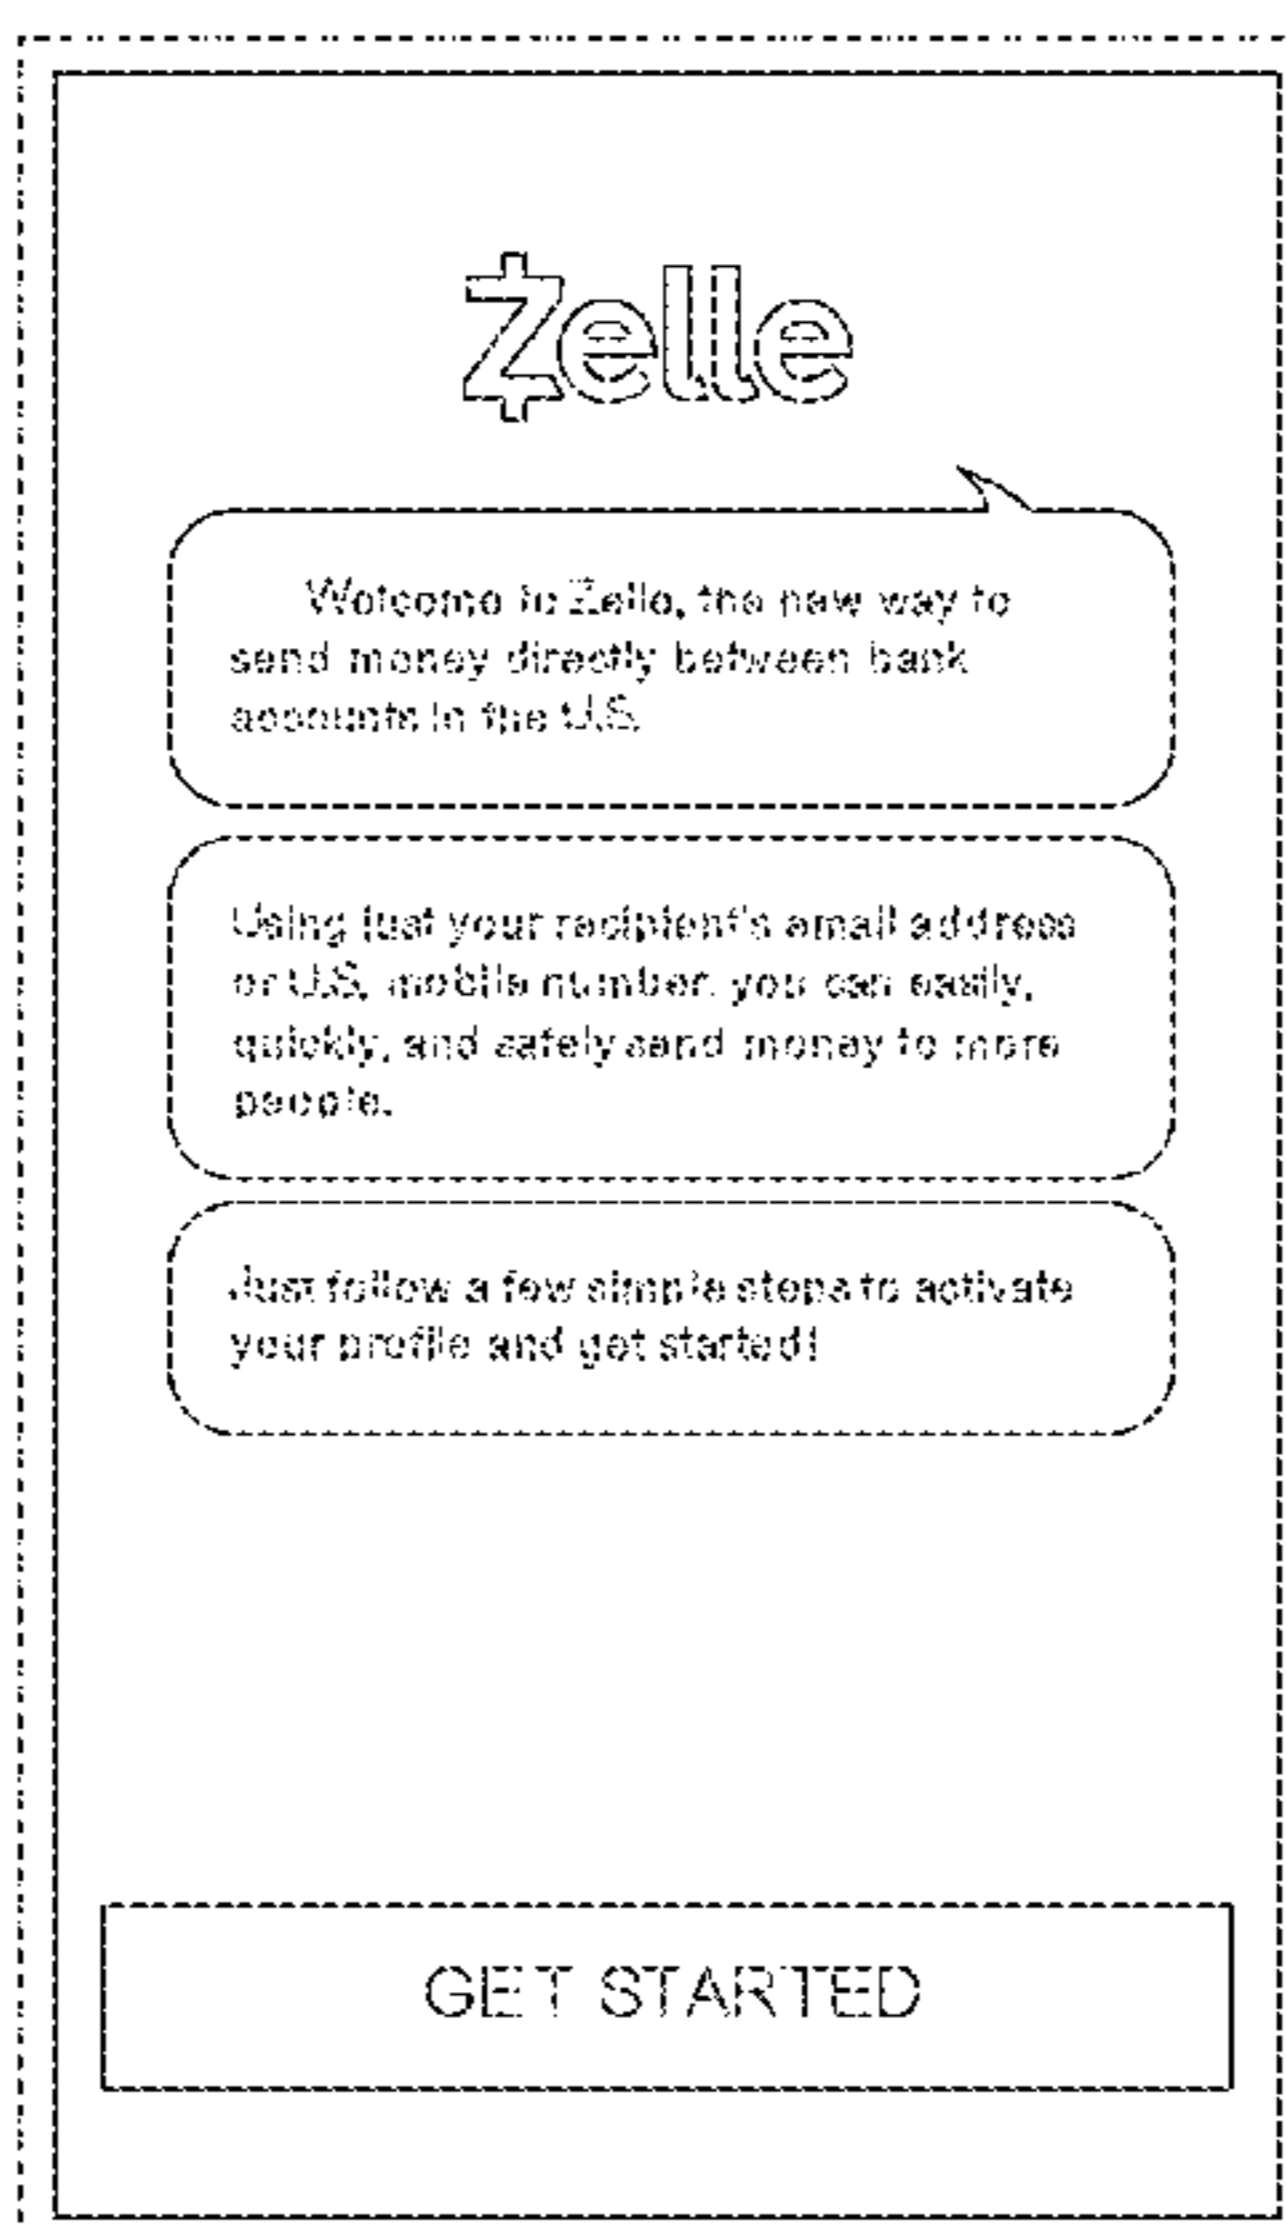 Zelle
Welcome to Zelle, the new way to
send money directly between bank
accounts in the U.S.
Using just your recipient's email address
or U.S. mobile number, you can easily,
quickly, and safely send money to more
people.
Just follow a few simple steps to activate
your profile and get started!
GET STARTED